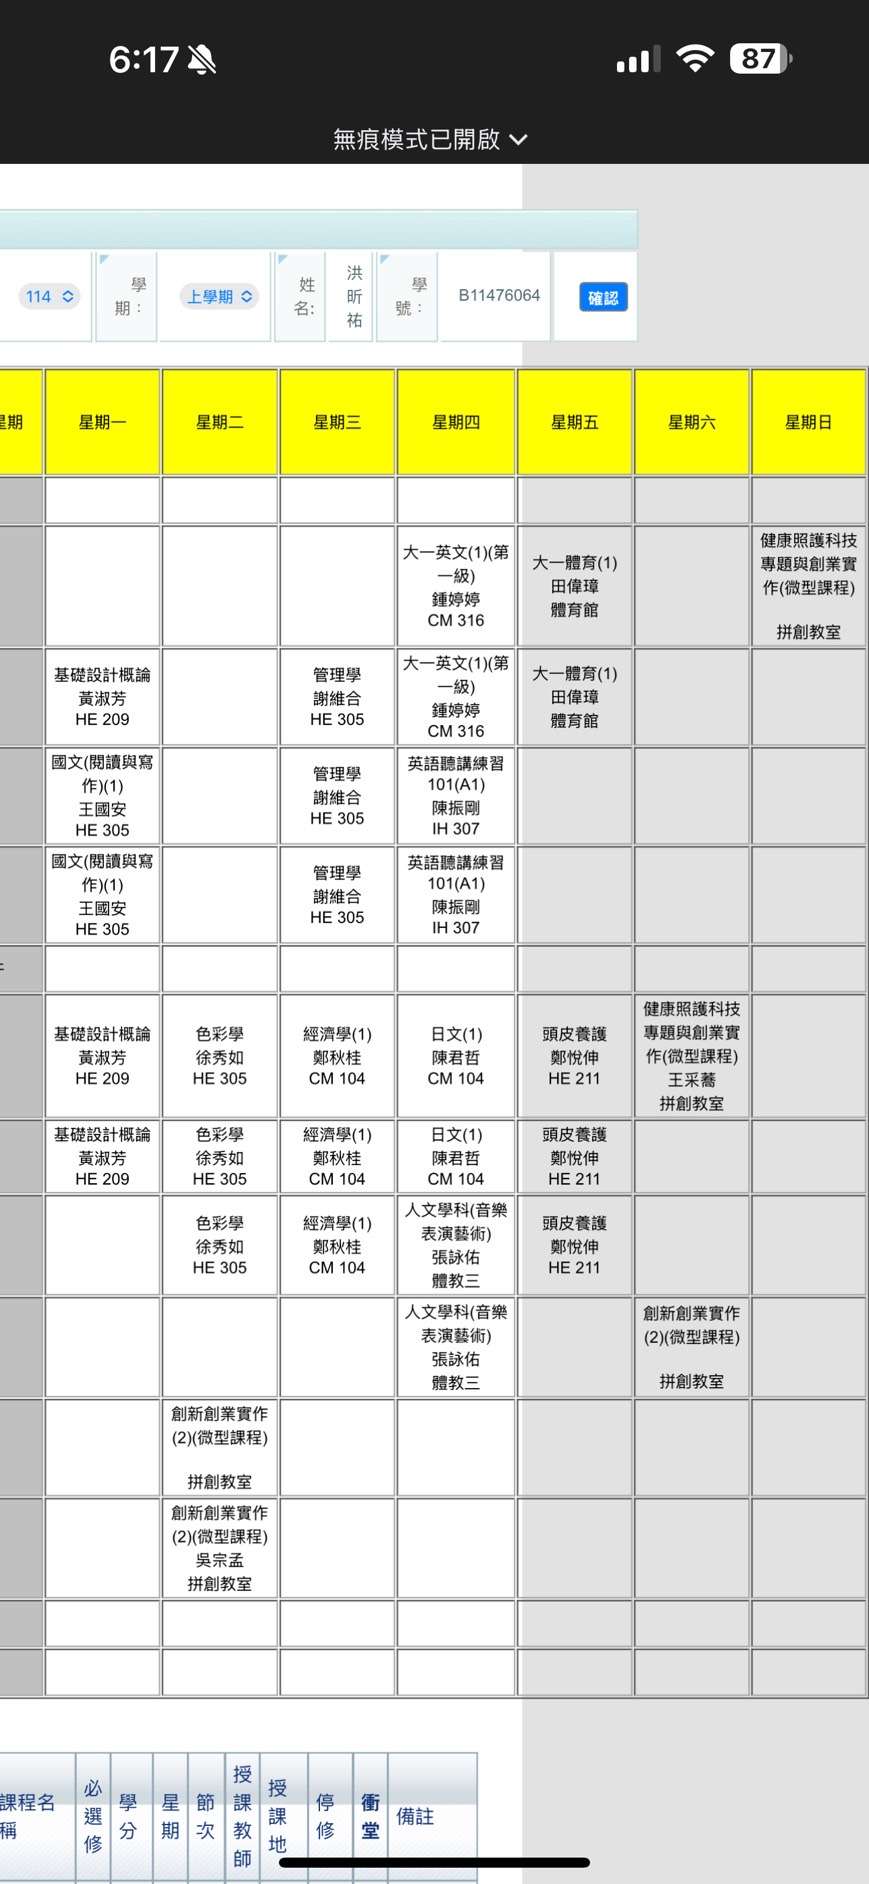 6:17
87
無痕模式已開啟
114
學
期：
上學期
姓
名:
洪
昕
祐
學
號：
B11476064
確認
星期
星期一
星期二
星期三
星期四
星期五
星期六
星期日
大一英文(1)(第
一級)
鍾婷婷
CM 316
大一體育(1)
田偉璋
體育館
健康照護科技
專題與創業實
作(微型課程)
拼創教室
基礎設計概論
黃淑芳
HE 209
管理學
謝維合
HE 305
大一英文(1)(第
一級)
鍾婷婷
CM 316
大一體育(1)
田偉璋
體育館
國文(閱讀與寫
作)(1)
王國安
HE 305
管理學
謝維合
HE 305
英語聽講練習
101(A1)
陳振剛
IH 307
國文(閱讀與寫
作)(1)
王國安
HE 305
管理學
謝維合
HE 305
英語聽講練習
101(A1)
陳振剛
IH 307
基礎設計概論
黃淑芳
HE 209
色彩學
徐秀如
HE 305
經濟學(1)
鄭秋桂
CM 104
日文(1)
陳君哲
CM 104
頭皮養護
鄭悅伸
HE 211
健康照護科技
專題與創業實
作(微型課程)
王采蕎
拼創教室
基礎設計概論
黃淑芳
HE 209
色彩學
徐秀如
HE 305
經濟學(1)
鄭秋桂
CM 104
日文(1)
陳君哲
CM 104
頭皮養護
鄭悅伸
HE 211
色彩學
徐秀如
HE 305
經濟學(1)
鄭秋桂
CM 104
人文學科(音樂
表演藝術)
張詠佑
體教三
頭皮養護
鄭悅伸
HE 211
人文學科(音樂
表演藝術)
張詠佑
體教三
創新創業實作
(2)(微型課程)
拼創教室
創新創業實作
(2)(微型課程)
拼創教室
創新創業實作
(2)(微型課程)
吳宗孟
拼創教室
課程名
稱
必
選
修
學
分
星
期
節
次
授
課
教
師
授
課
地
停
修
衝
堂
備註